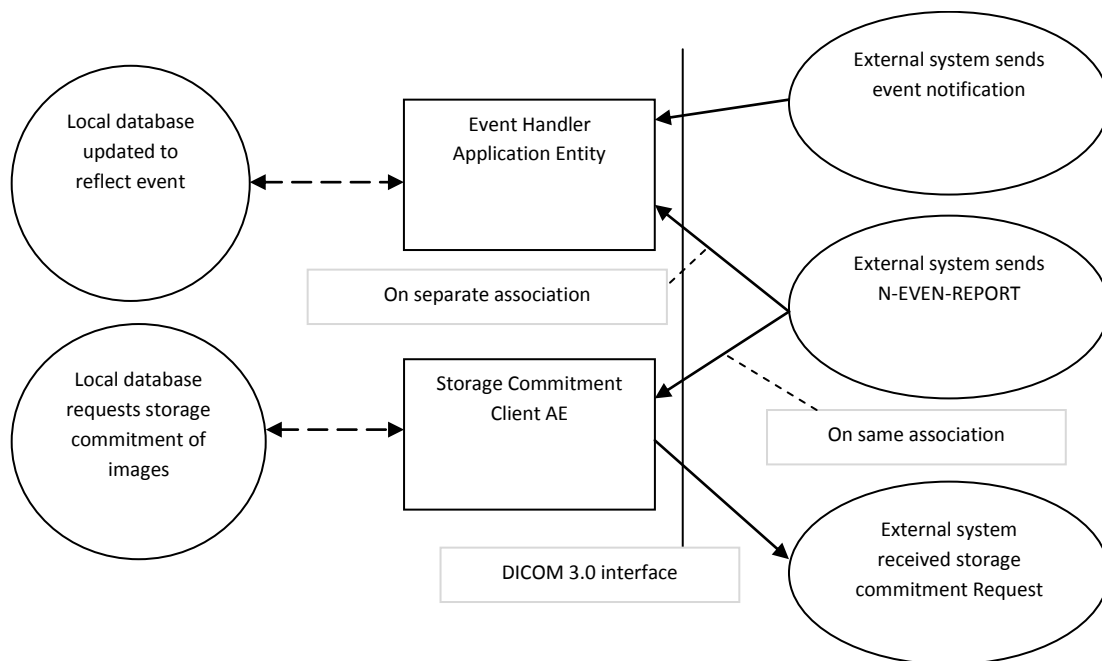 External system sends
event notification
Local database
updated to
reflect event
Event Handler
Application Entity
On separate association
External system sends
N-EVEN-REPORT
Local database
requests storage
commitment of
images
Storage Commitment
Client AE
On same association
DICOM 3.0 interface
External system
received storage
commitment Request